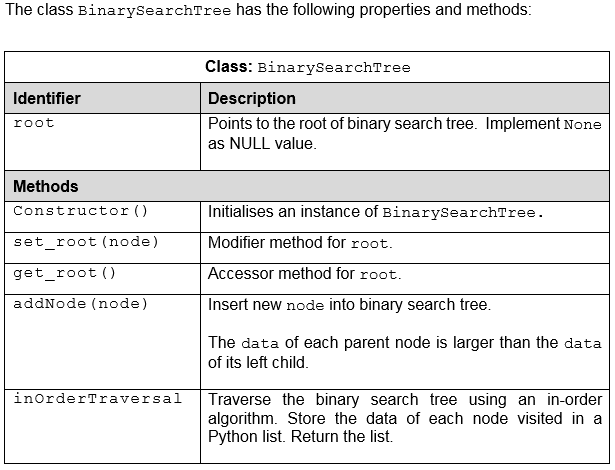 The class BinarySearchTree has the following properties and methods:
Class: BinarySearchTree
Identifier
Description
root
Points to the root of binary search tree. Implement None
as NULL value.
Methods
Constructor()
Initialises an instance of BinarySearchTree.
set_root(node)
Modifier method for root.
get_root()
Accessor method for root.
addNode(node)
Insert new node into binary search tree.
The data of each parent node is larger than the data
of its left child.
inOrderTraversal
Traverse the binary search tree using an in-order
algorithm. Store the data of each node visited in a
Python list. Return the list.